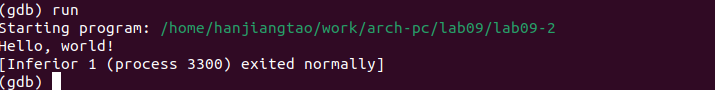 (gdb) run
Starting program: /home/hanjiangtao/work/arch-pc/lab09/lab09-2
Hello, world!
[Inferior 1 (process 3300) exited normally]
(gdb)